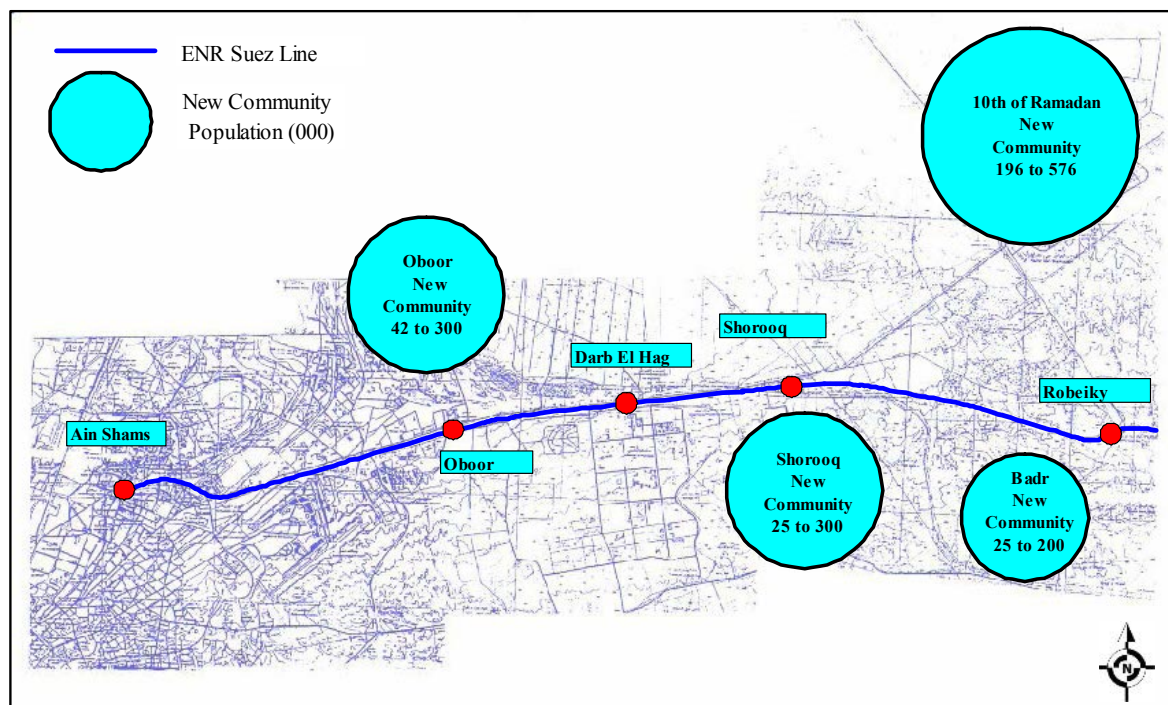 ENR Suez Line
New Community
Population (000)
10th of Ramadan
New
Community
196 to 576
Oboor
New
Community
42 to 300
Shorooq
Darb El Hag
Robeiky
Ain Shams
Oboor
Shorooq
New
Community
25 to 300
Badr
New
Community
25 to 200
N